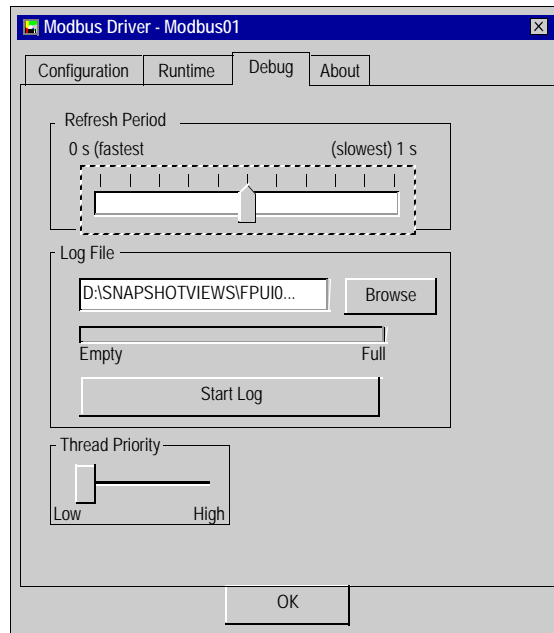 Modbus Driver - Modbus01
Configuration Runtime Debug About
Refresh Period
0 s (fastest (slowest) 1 s
Log File
D:\SNAPSHOTVIEWS\FPUI0... Browse
Empty Full
Start Log
Thread Priority
Low High
OK